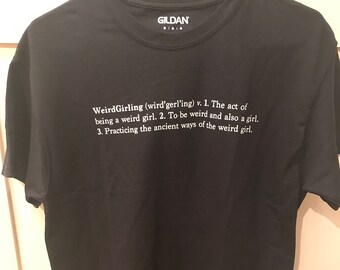 GILDAN
WeirdGirling (wird'gerl'ing) v. 1. The act of
being a weird girl. 2. To be weird and also a girl.
3. Practicing the ancient ways of the weird girl.